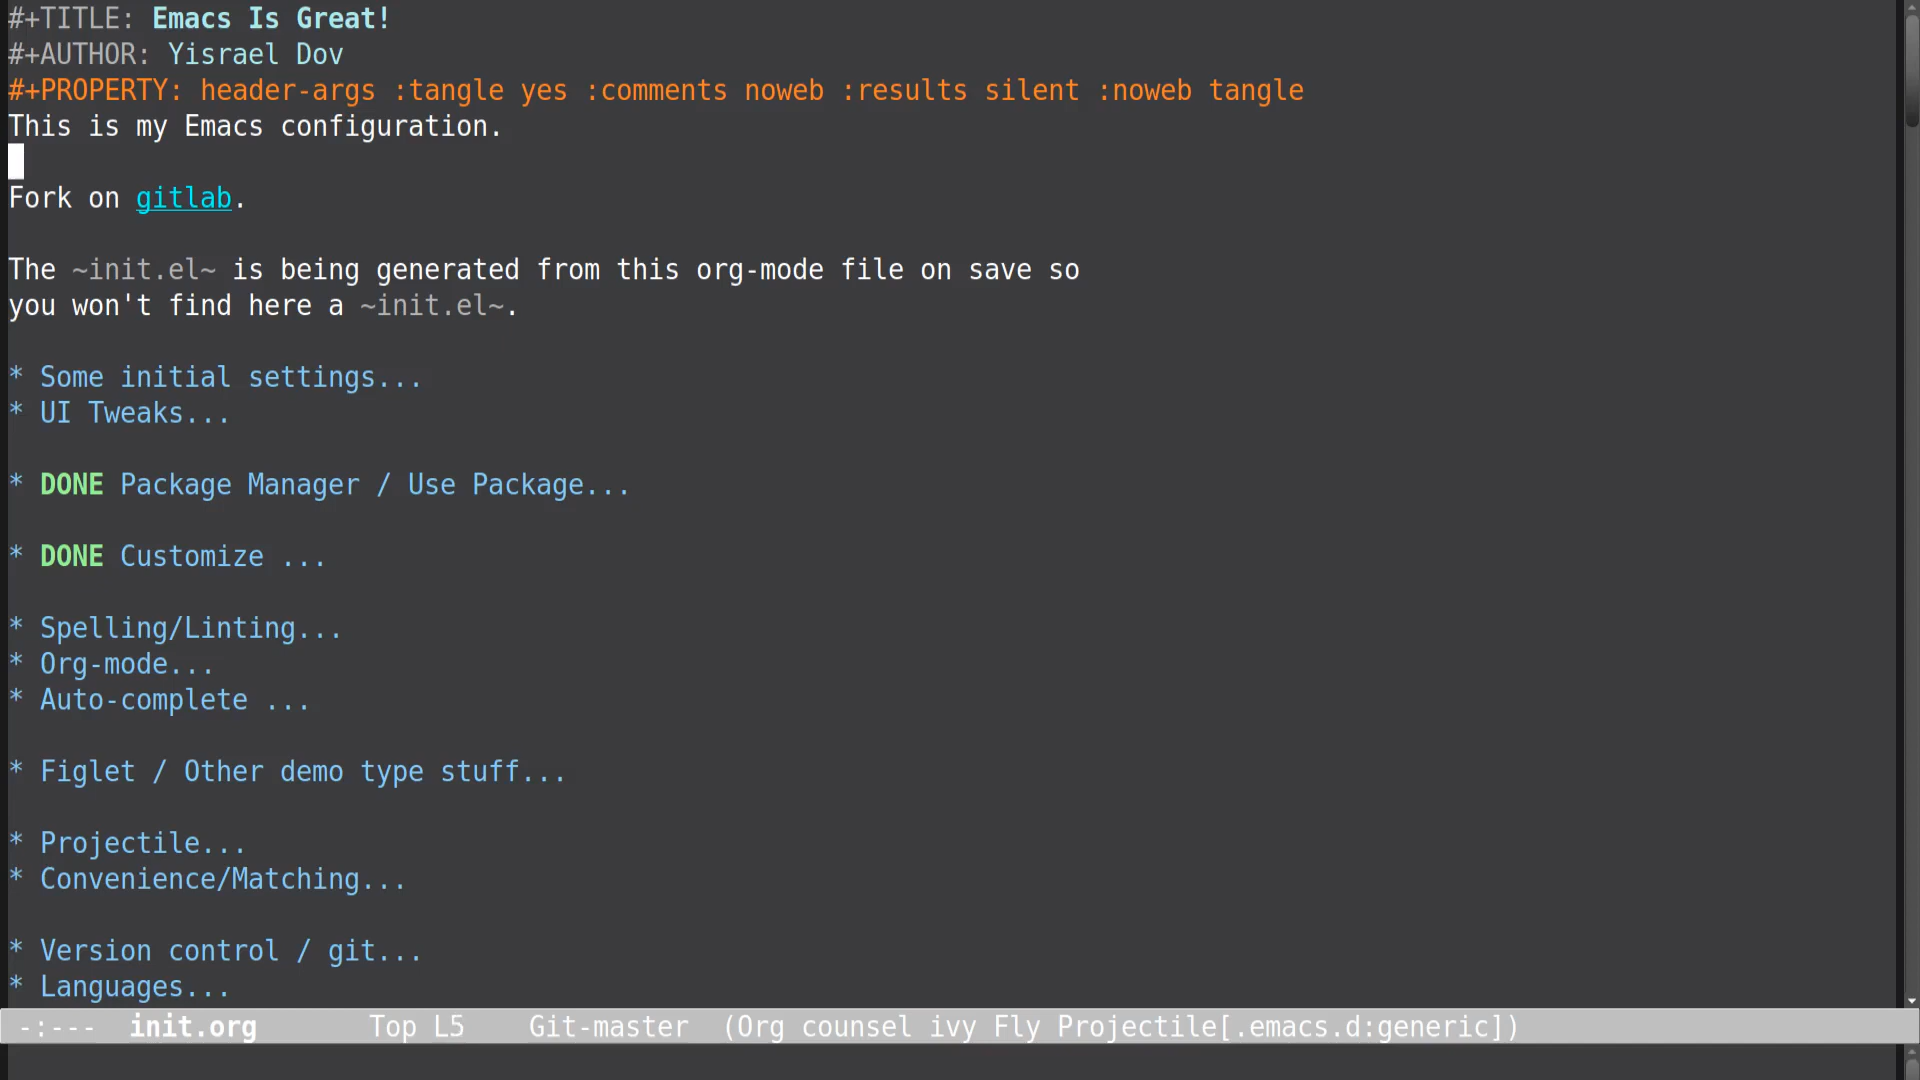 #+TITLE: Emacs Is Great!
#+AUTHOR: Yisrael Dov
#+PROPERTY: header-args :tangle yes :comments noweb :results silent :noweb tangle
This is my Emacs configuration.
Fork on gitlab.
The ~init.el~ is being generated from this org-mode file on save so
you won't find here a ~init.el~.
* Some initial settings...
* UI Tweaks...
* DONE Package Manager / Use Package...
* DONE Customize ...
* Spelling/Linting...
* Org-mode...
* Auto-complete ...
* Figlet / Other demo type stuff...
* Projectile...
* Convenience/Matching...
* Version control / git...
* Languages...
-:--- init.org Top L5 Git-master (Org counsel ivy Fly Projectile[.emacs.d:generic])